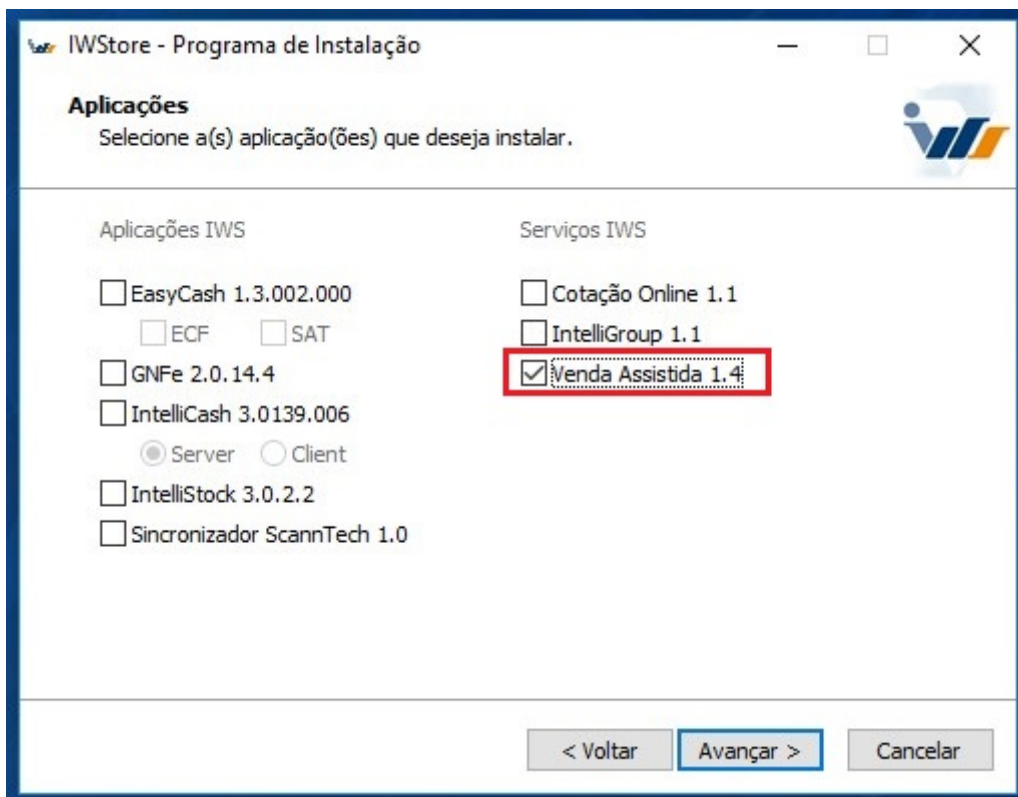 IWStore - Programa de Instalação
Aplicações
Selecione a(s) aplicação(ões) que deseja instalar.
Aplicações IWS
EasyCash 1.3.002.000
ECF SAT
GNFe 2.0.14.4
IntelliCash 3.0139.006
Server Client
IntelliStock 3.0.2.2
Sincronizador ScannTech 1.0
Serviços IWS
Cotação Online 1.1
IntelliGroup 1.1
Venda Assistida 1.4
< Voltar Avançar > Cancelar